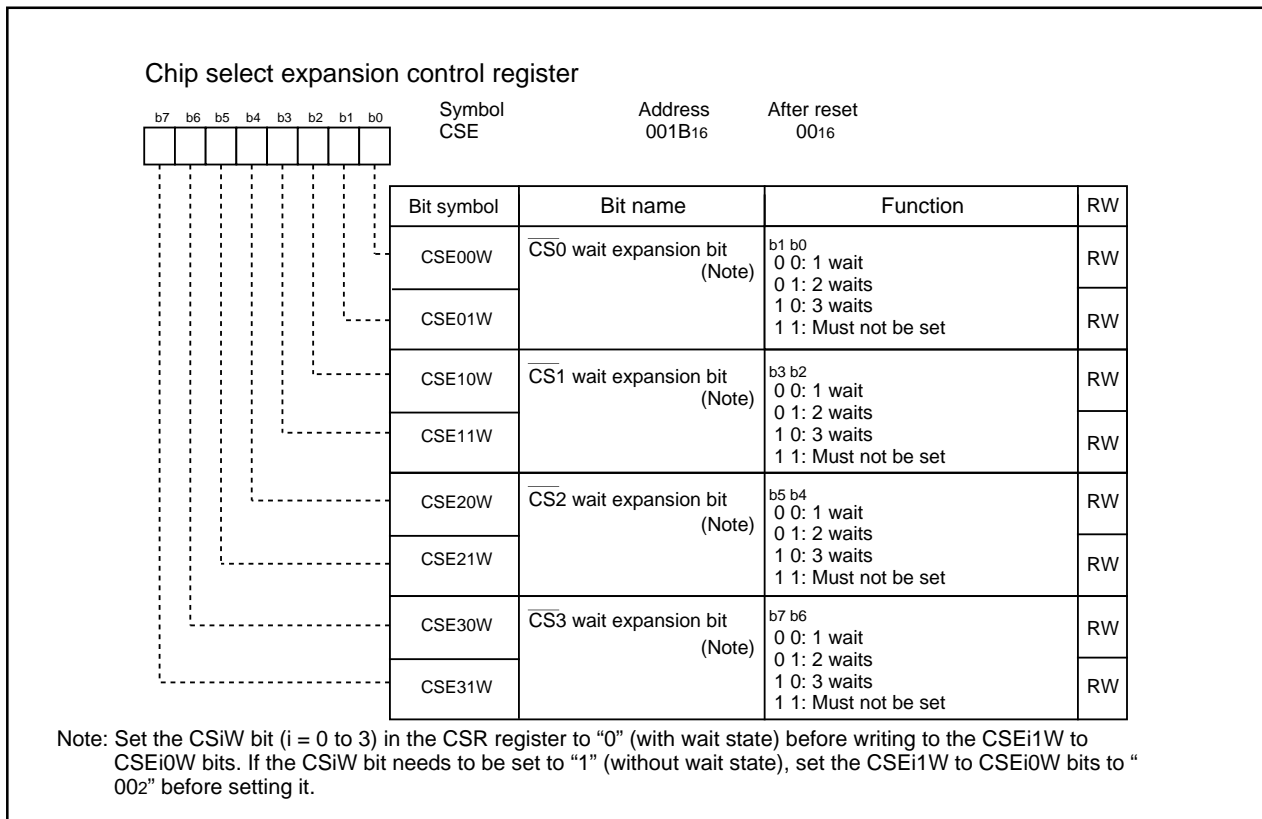 Chip select expansion control register
Symbol Address After reset
b7 b6 b5 b4 b3 b2 b1 b0
CSE 001B16 0016
Bit symbol Bit name Function RW
CSE00W CS0 wait expansion bit (Note) b1 b0 RW
0 0: 1 wait
0 1: 2 waits
1 0: 3 waits
CSE01W RW
1 1: Must not be set
CSE10W CS1 wait expansion bit (Note) b3 b2 RW
0 0: 1 wait
0 1: 2 waits
1 0: 3 waits
CSE11W RW
1 1: Must not be set
CSE20W CS2 wait expansion bit (Note) b5 b4 RW
0 0: 1 wait
0 1: 2 waits
1 0: 3 waits
CSE21W RW
1 1: Must not be set
CSE30W CS3 wait expansion bit (Note) b7 b6 RW
0 0: 1 wait
0 1: 2 waits
1 0: 3 waits
CSE31W RW
1 1: Must not be set
Note: Set the CSiW bit (i = 0 to 3) in the CSR register to “0” (with wait state) before writing to the CSEi1W to
CSEi0W bits. If the CSiW bit needs to be set to “1” (without wait state), set the CSEi1W to CSEi0W bits to “
002” before setting it.